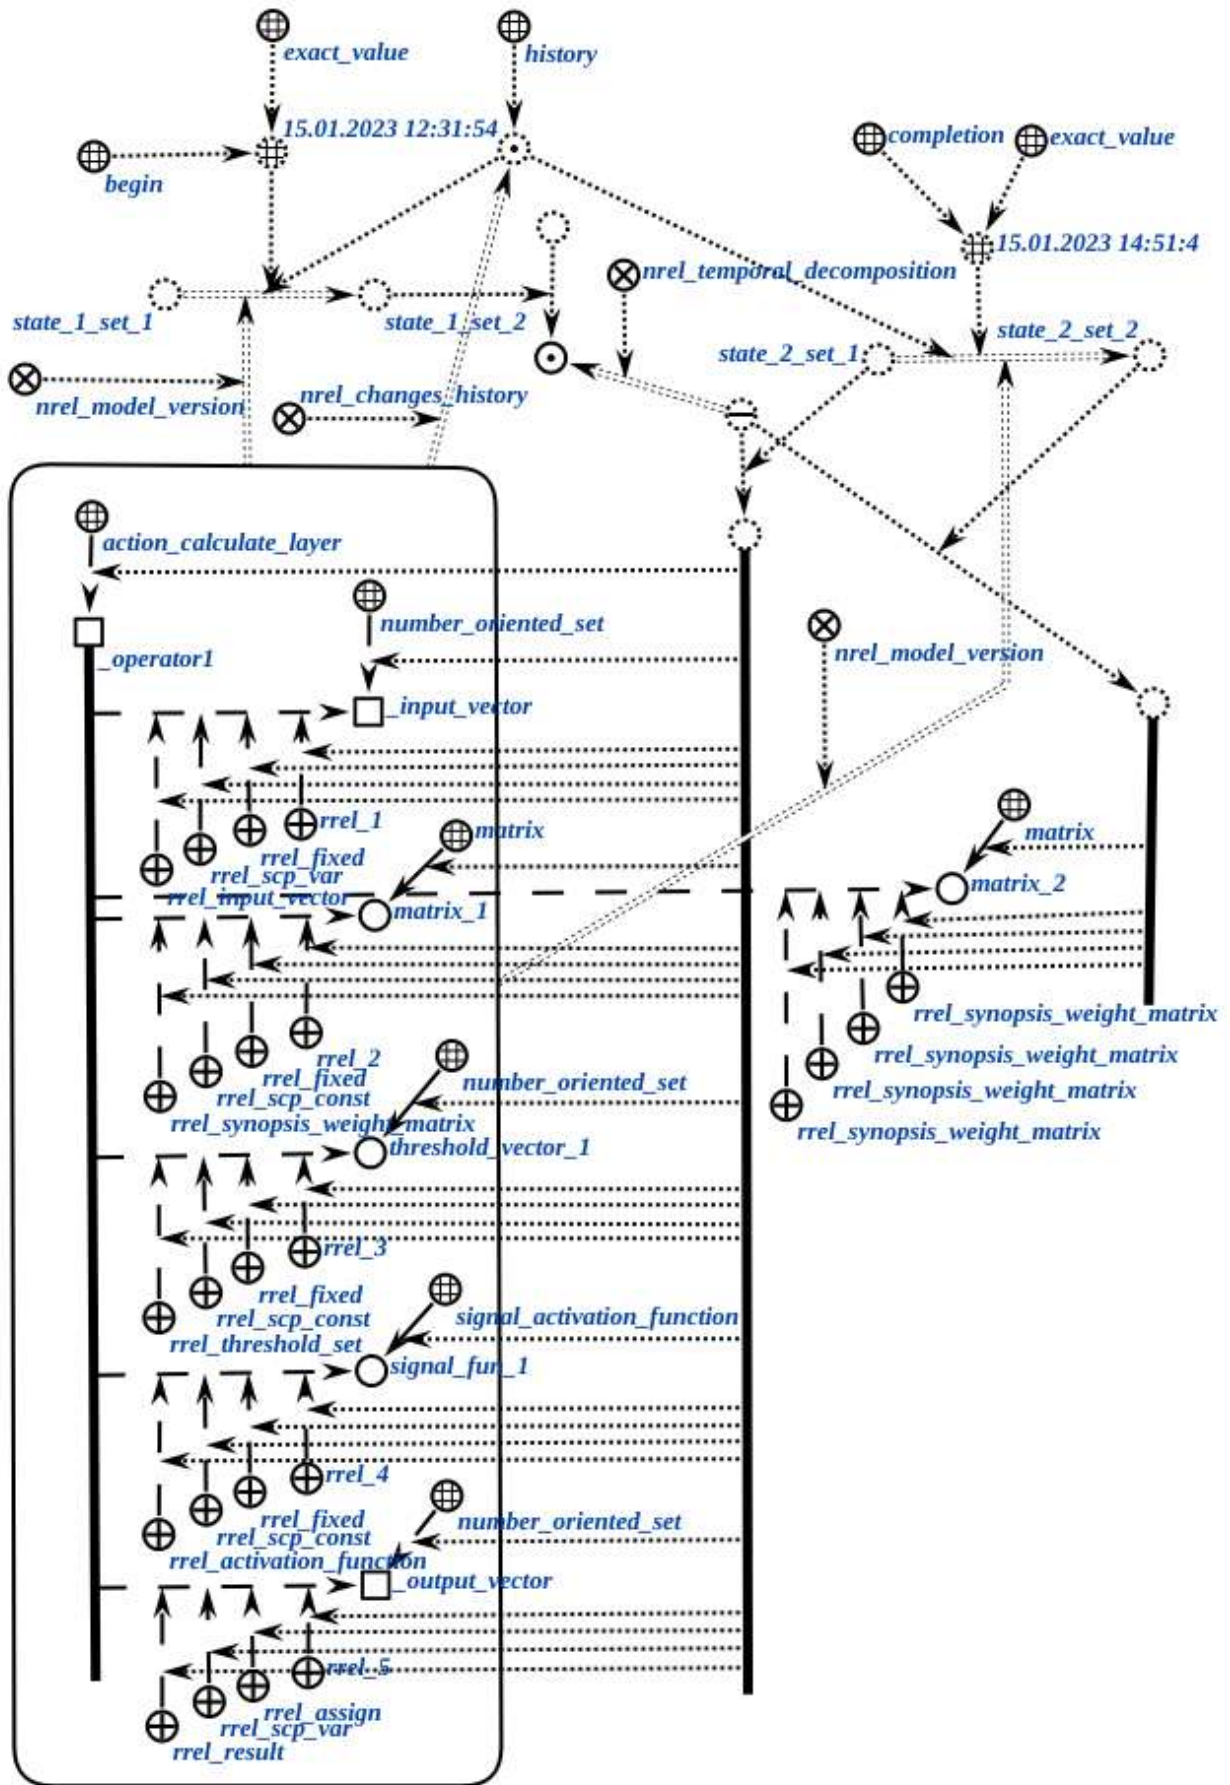 exact_value
history
15.01.2023 12:31:54
completion
exact_value
begin
15.01.2023 14:51:4
nrel_temporal_decomposition
state_1_set_1
state_1_set_2
state_2_set_1
state_2_set_2
nrel_model_version
nrel_changes_history
action_calculate_layer
number_oriented_set
_operator1
nrel_model_version
_input_vector
rrel_1
matrix
matrix
rrel_fixed
rrel_scp_var
rrel_input_vector
matrix_1
matrix_2
rrel_synopsis_weight_matrix
rrel_2
rrel_synopsis_weight_matrix
rrel_fixed
number_oriented_set
rrel_scp_const
rrel_synopsis_weight_matrix
rrel_synopsis_weight_matrix
rrel_synopsis_weight_matrix
threshold_vector_1
rrel_3
rrel_fixed
rrel_scp_const
signal_activation_function
rrel_threshold_set
signal_fun_1
rrel_4
rrel_fixed
number_oriented_set
rrel_scp_const
rrel_activation_function
_output_vector
rrel_5
rrel_assign
rrel_scp_var
rrel_result